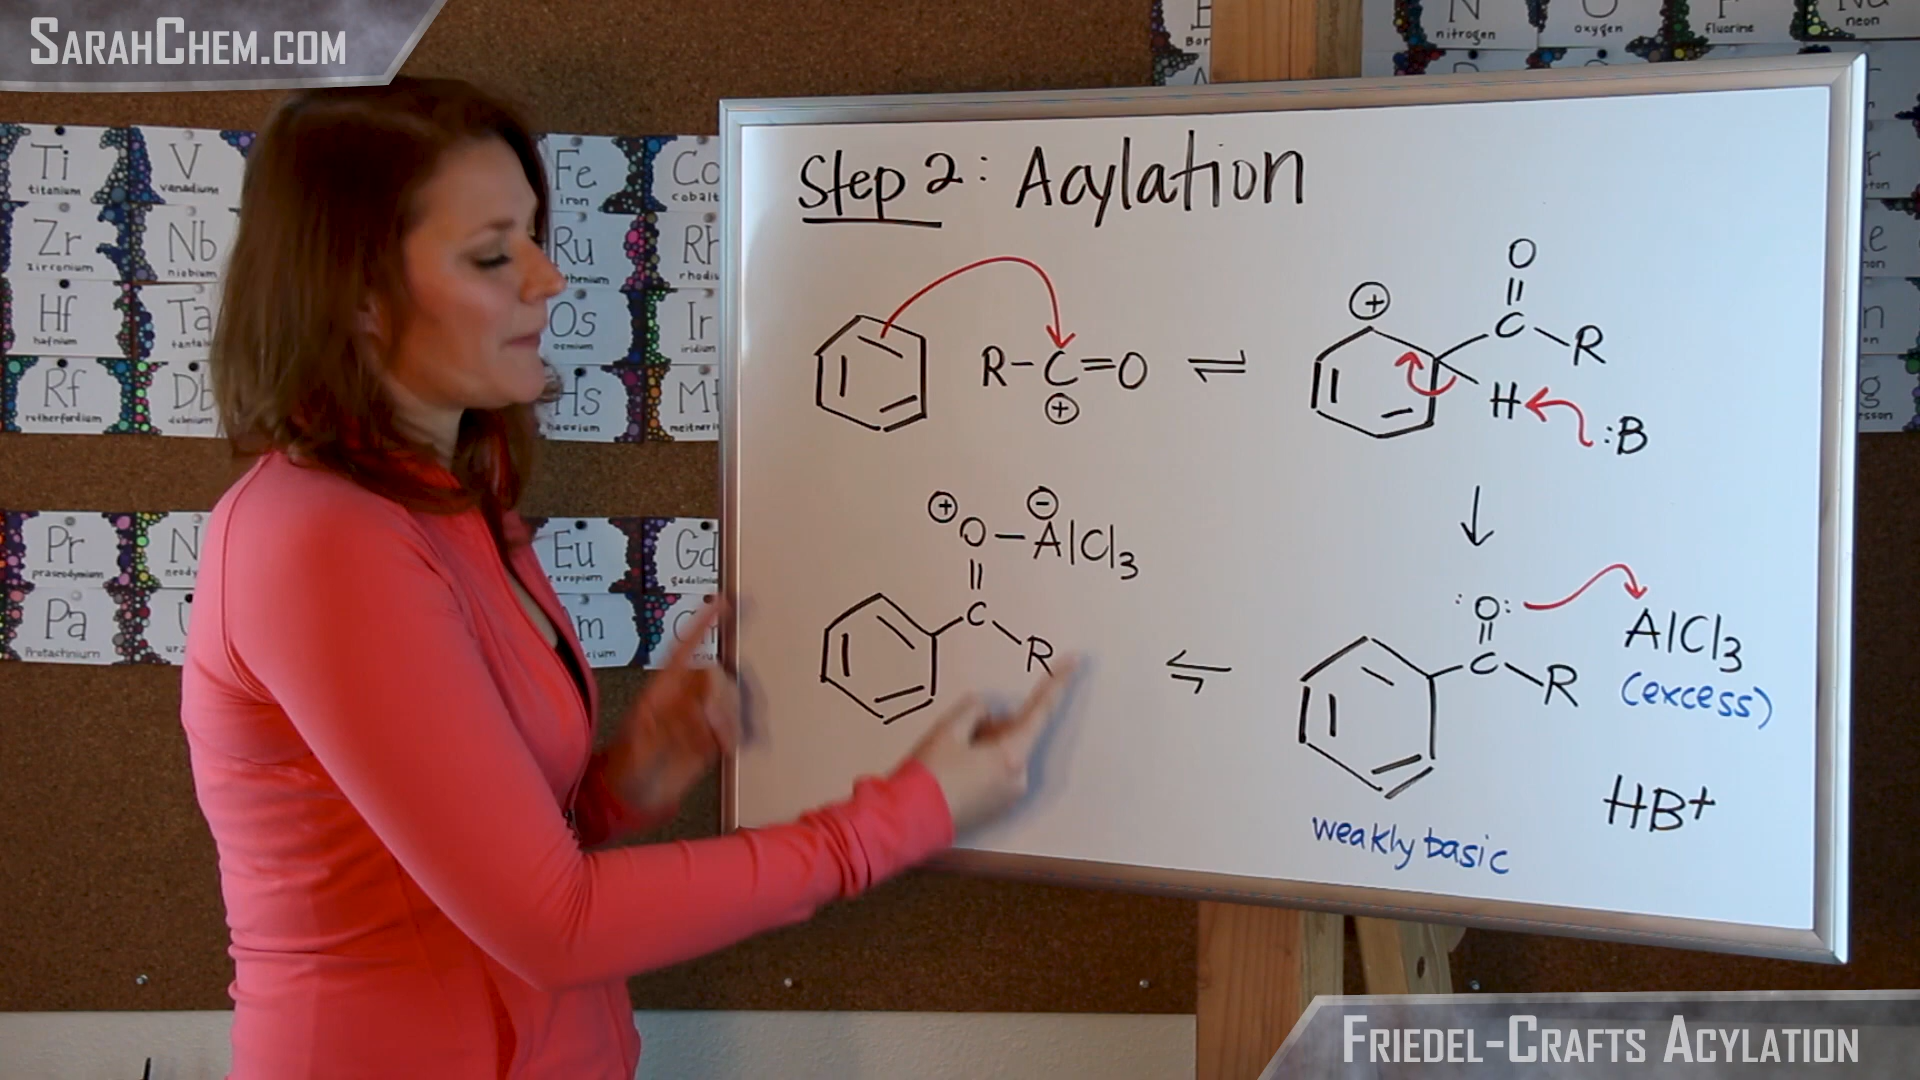 SARAHCHEM.COM
Step 2: Acylation
R-C=O
+
⇌
+
O
C
R
H
:B
+
O-AlCl3
-
C
R
⇌
:O:
C
R
AlCl3
(excess)
HB+
weakly basic
Ti
titanium
V
vanadium
Fe
iron
Co
cobalt
Zr
zirconium
Nb
niobium
Ru
Rh
Hf
hafnium
Ta
Os
osmium
Ir
iridium
Rf
rutherfordium
Db
dubnium
Hs
hassium
Mt
Pr
praseodymium
Eu
europium
Gd
Pa
Protactinium
N
nitrogen
oxygen
fluorine
neon
FRIEDEL-CRAFTS ACYLATION